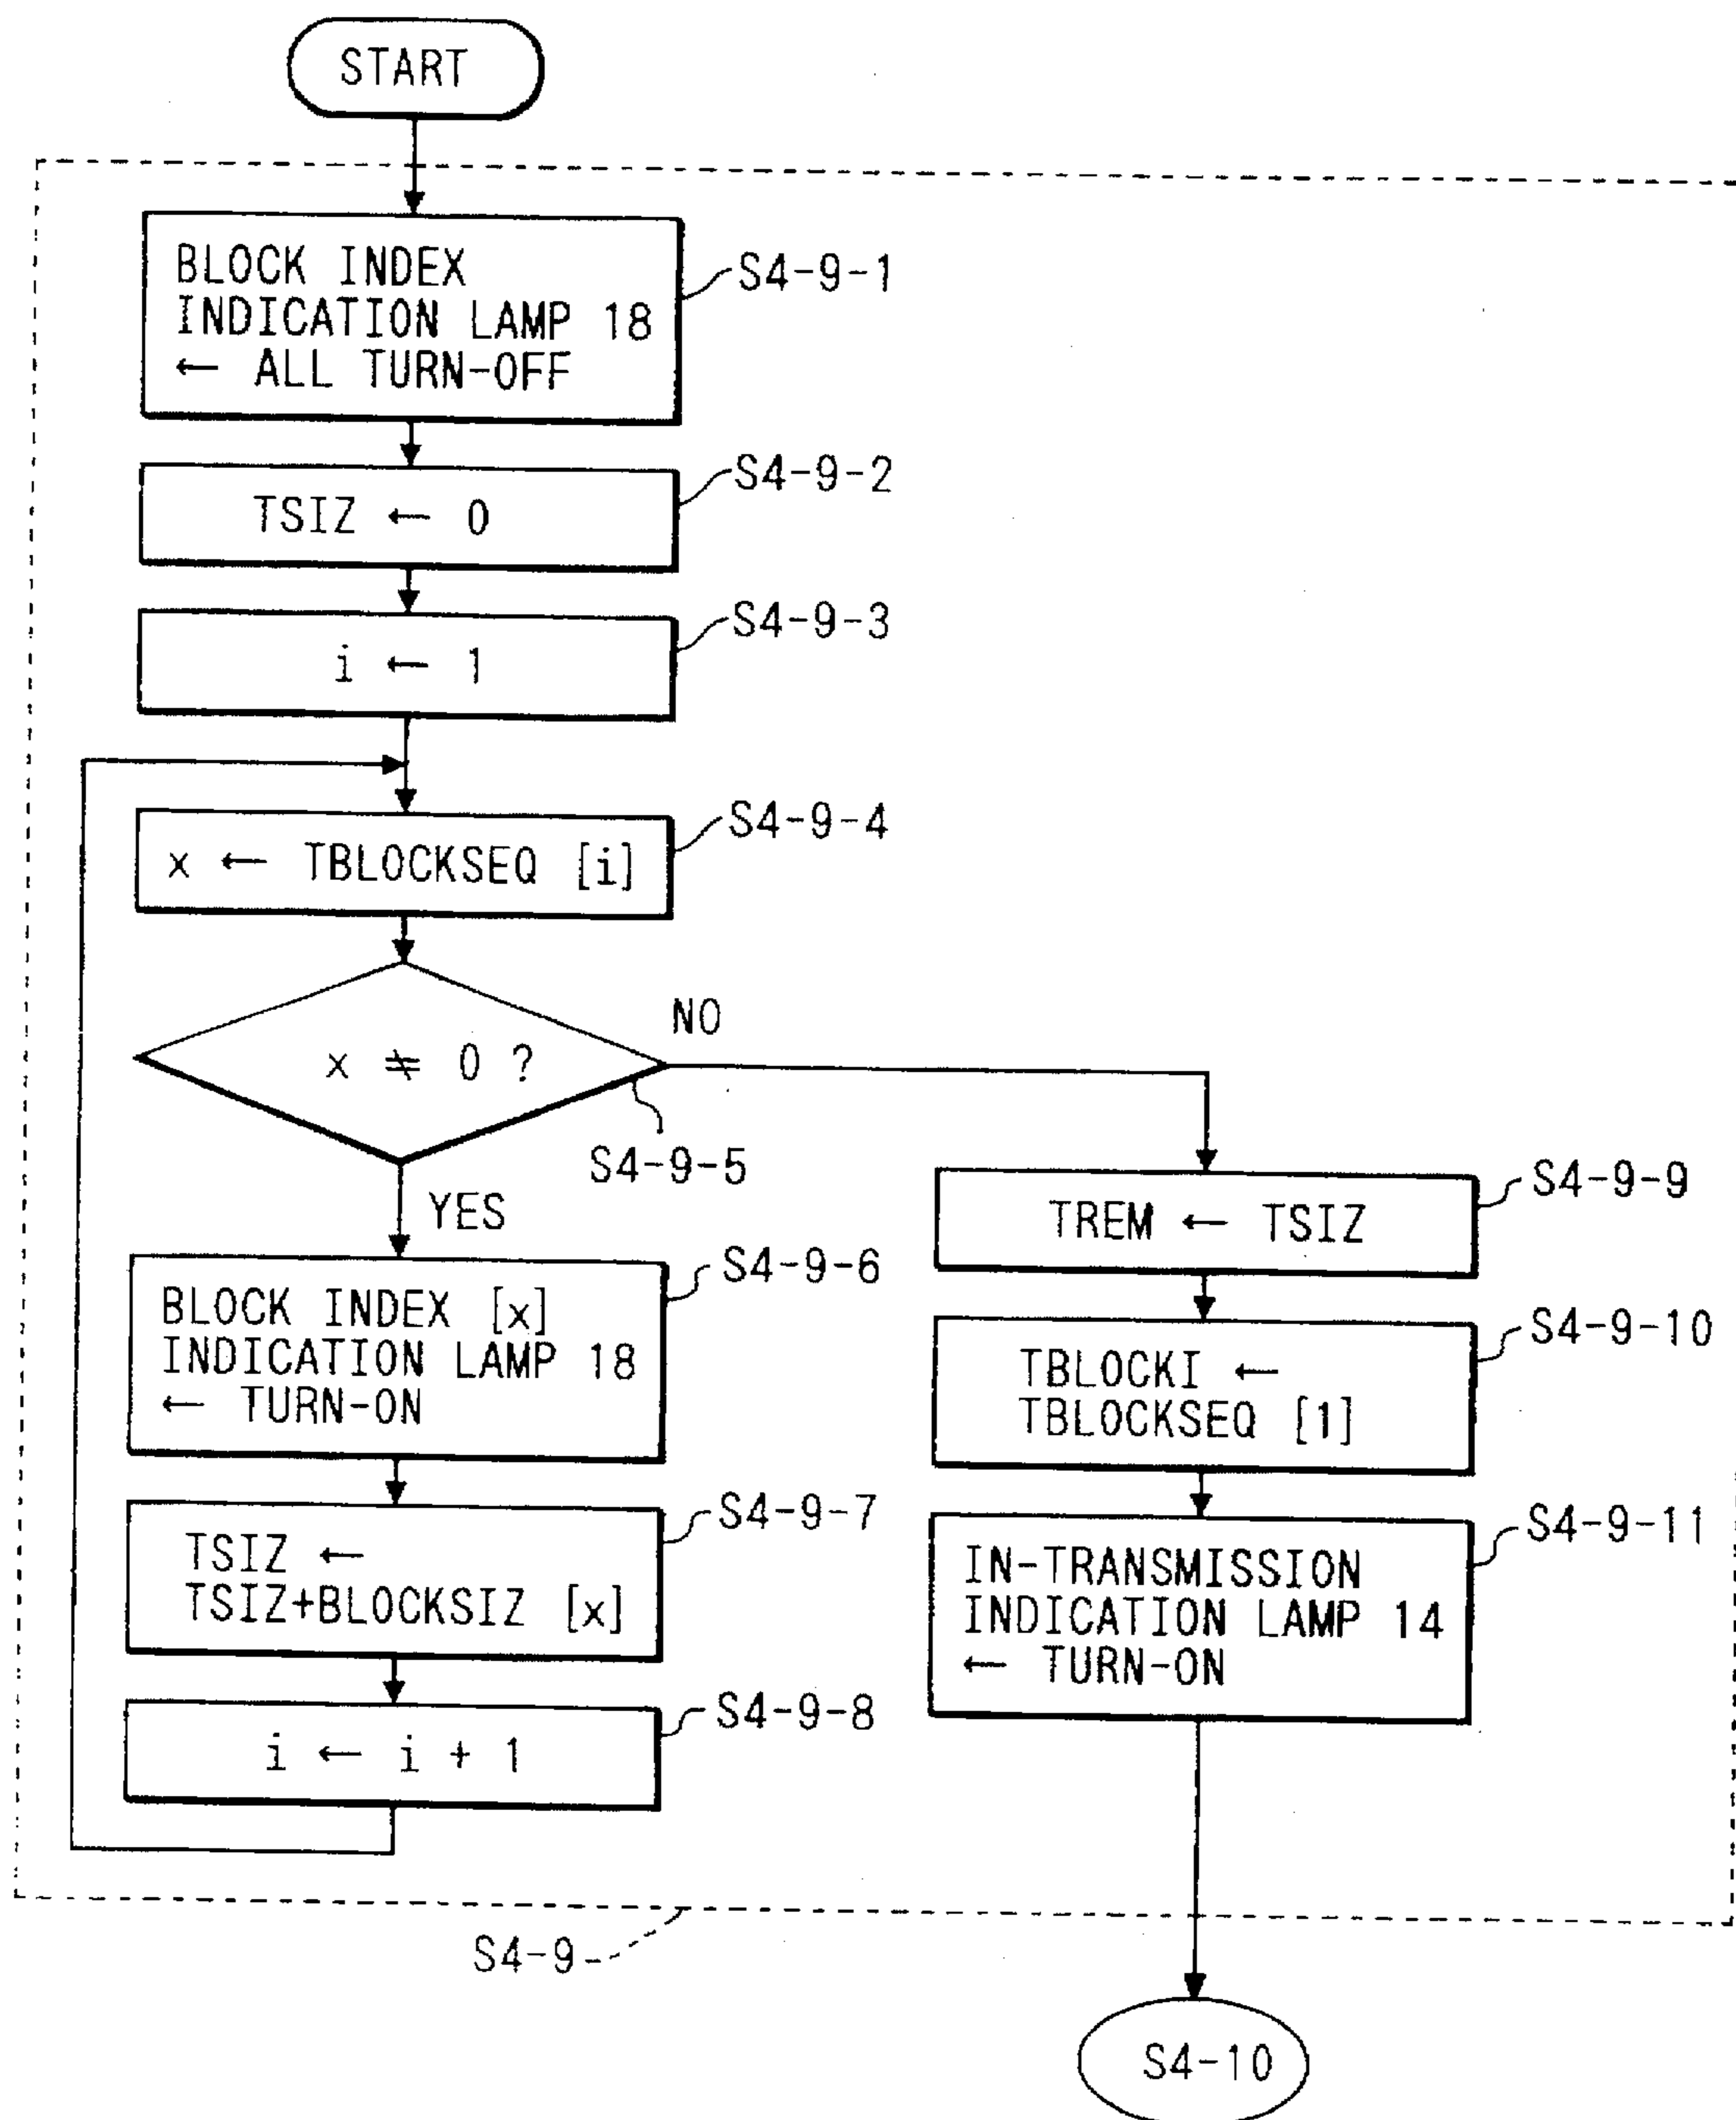 START
BLOCK INDEX
INDICATION LAMP 18
← ALL TURN-OFF
S4-9-1
TSIZ ← 0
S4-9-2
i ← 1
S4-9-3
x ← TBLOCKSEQ [i]
S4-9-4
x ≠ 0 ?
NO
S4-9-5
YES
BLOCK INDEX [x]
INDICATION LAMP 18
← TURN-ON
S4-9-6
TSIZ ←
TSIZ+BLOCKSIZ [x]
S4-9-7
i ← i + 1
S4-9-8
TREM ← TSIZ
S4-9-9
TBLOCKI ←
TBLOCKSEQ [1]
S4-9-10
IN-TRANSMISSION
INDICATION LAMP 14
← TURN-ON
S4-9-11
S4-9
S4-10